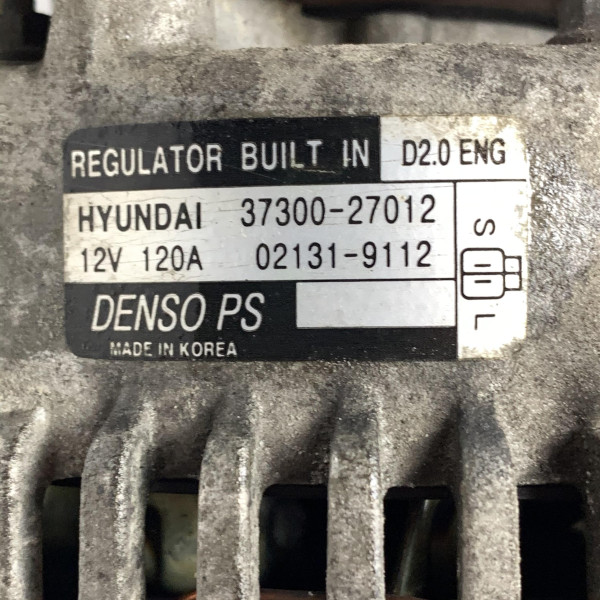 REGULATOR BUILT IN D2.0 ENG
HYUNDAI 37300-27012
12V 120A 02131-9112
S
L
DENSO PS
MADE IN KOREA